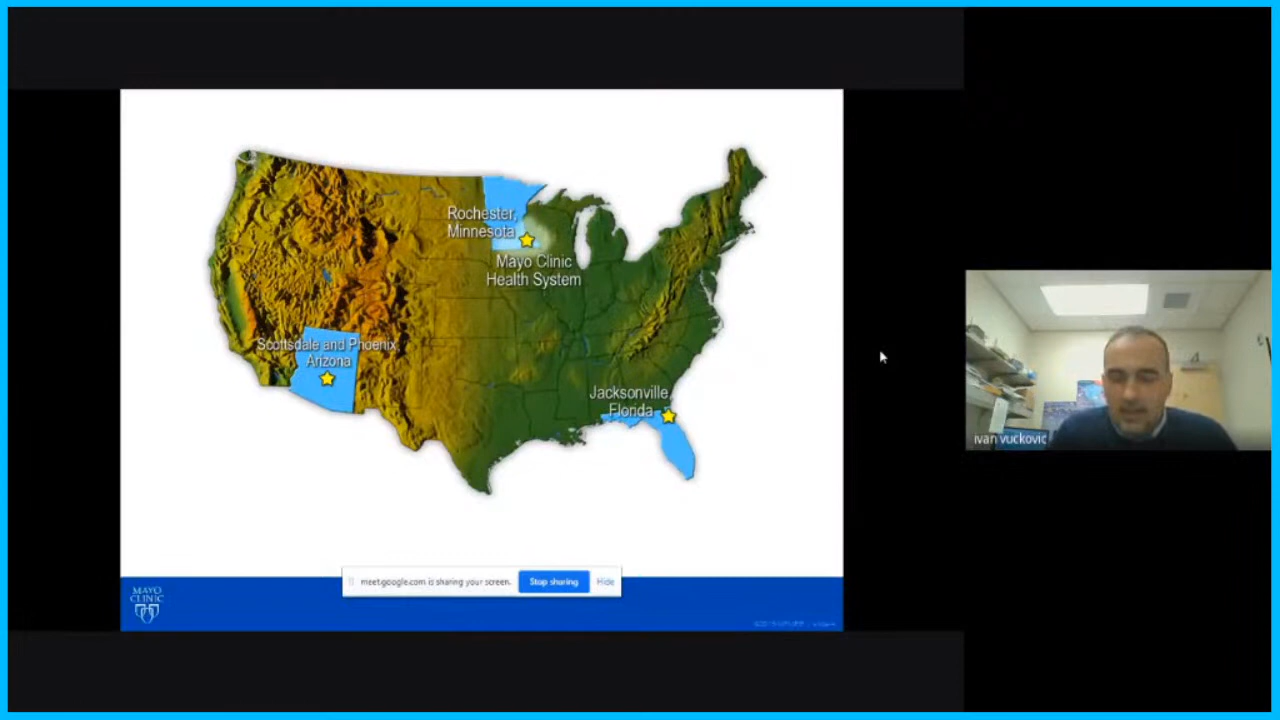 Rochester,
Minnesota
Mayo Clinic
Health System
Scottsdale and Phoenix,
Arizona
Jacksonville,
Florida
ivan vuckovic
meet.google.com is sharing your screen.
Stop sharing
Hide
MAYO
CLINIC